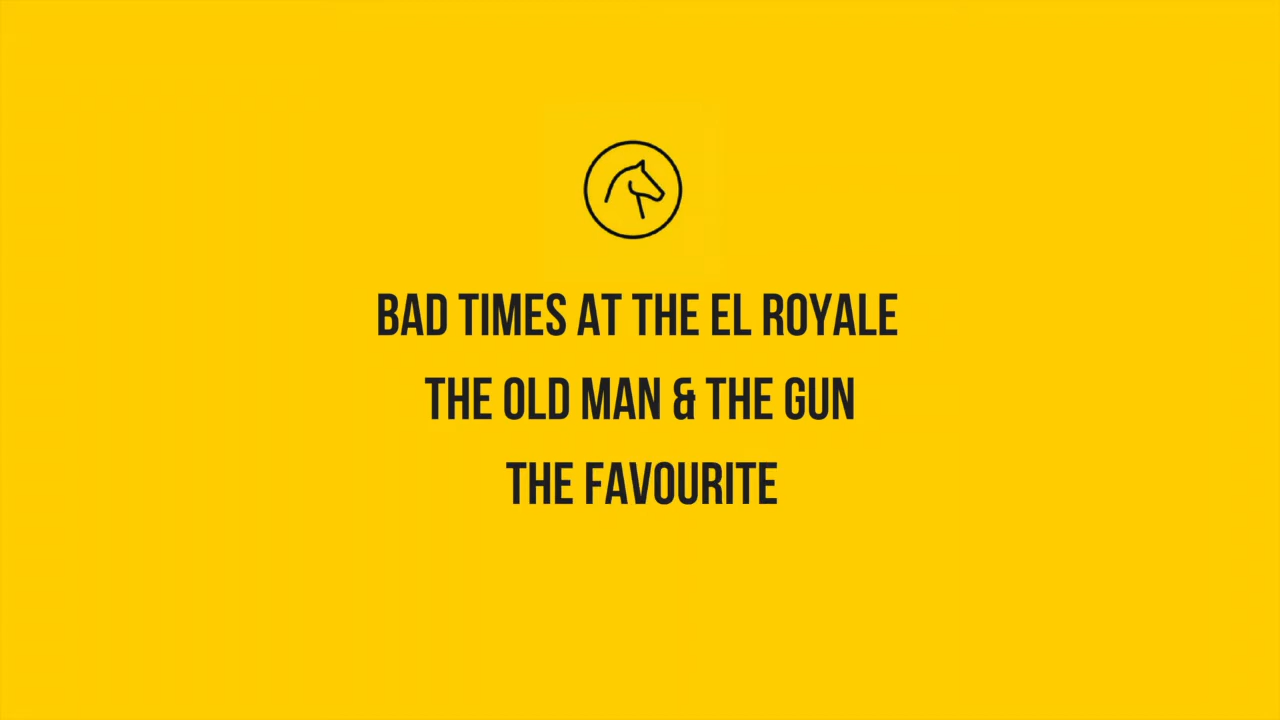 BAD TIMES AT THE EL ROYALE
THE OLD MAN & THE GUN
THE FAVOURITE